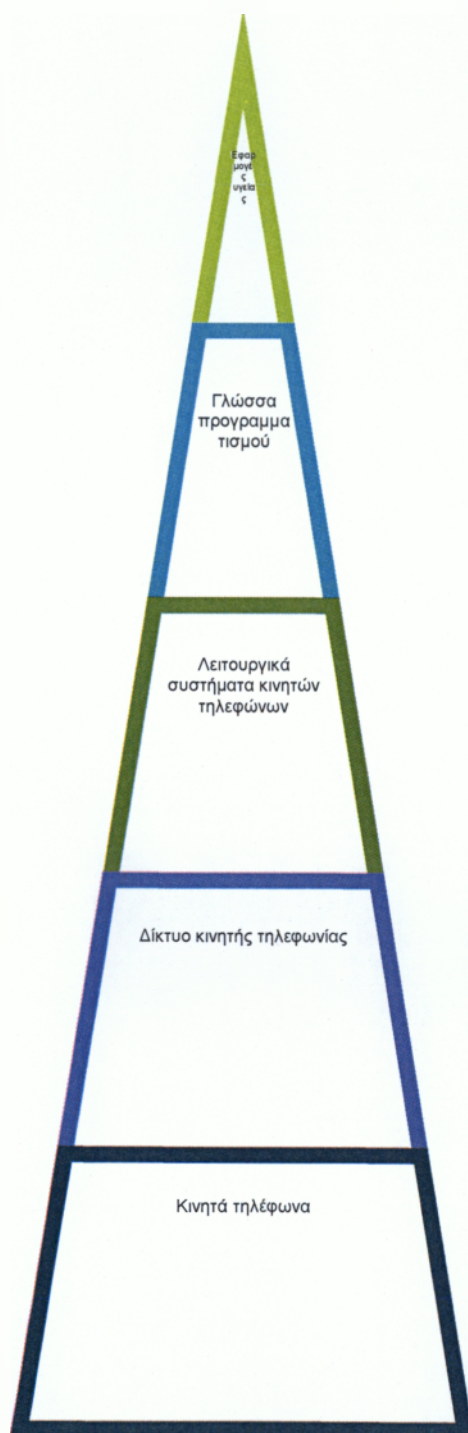 Εφαρ
μογέ
ς
υγεία
ς
Γλώσσα
προγραμμα
τισμού
Λειτουργικά
συστήματα κινητών
τηλεφώνων
Δίκτυο κινητής τηλεφωνίας
Κινητά τηλέφωνα